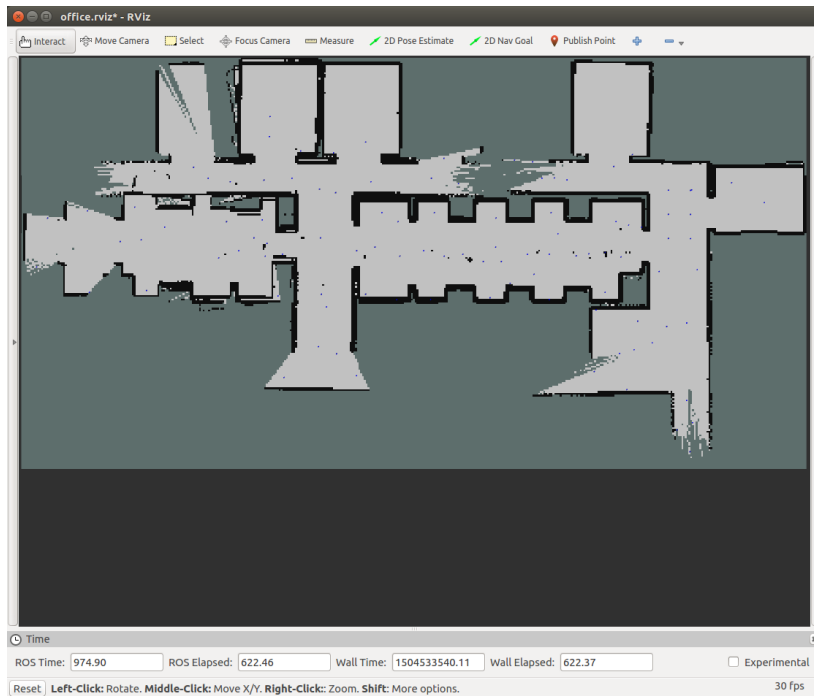 office.rviz* - RViz
Interact Move Camera Select Focus Camera Measure 2D Pose Estimate 2D Nav Goal Publish Point
Time
ROS Time: 974.90 ROS Elapsed: 622.46 Wall Time: 1504533540.11 Wall Elapsed: 622.37 Experimental
Reset Left-Click: Rotate. Middle-Click: Move X/Y. Right-Click:: Zoom. Shift: More options. 30 fps